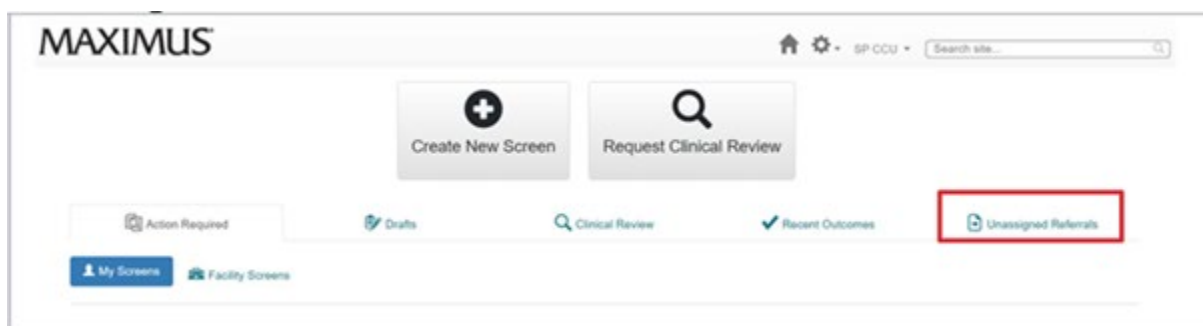 MAXIMUS
SP CCU
Search site...
Create New Screen
Request Clinical Review
Action Required
Drafts
Clinical Review
Recent Outcomes
Unassigned Referrals
My Screens
Facility Screens